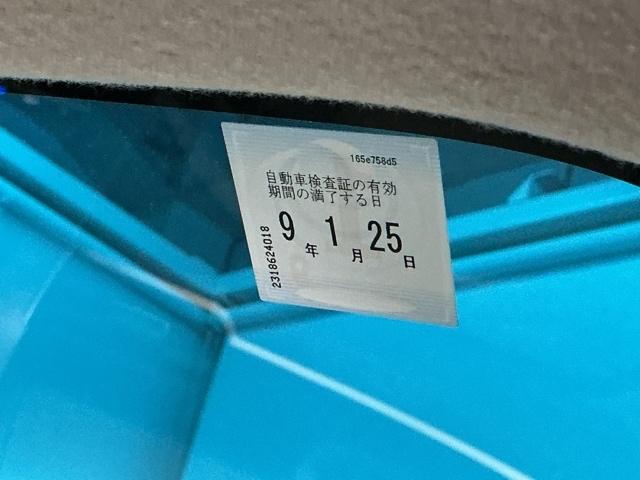 165e758d5
自動車検査証の有効
期間の満了する日
9年1月25日
2318624018